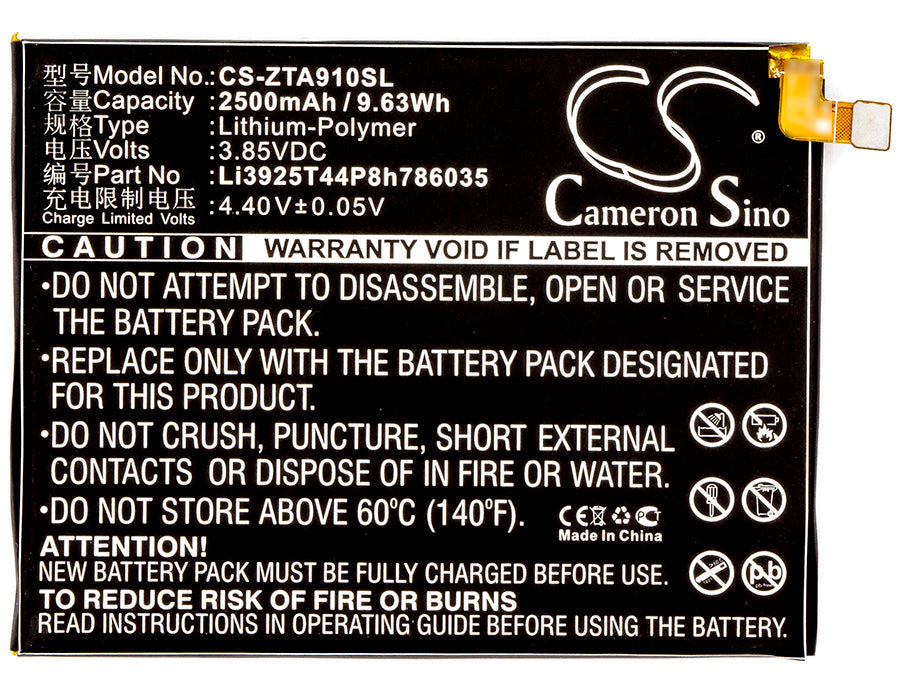 型号Model No.:CS-ZTA910SL
容量Capacity :2500mAh / 9.63Wh
规格Type :Lithium-Polymer
电压Volts :3.85VDC
编号Part No :Li3925T44P8h786035
充电限制电压
Charge Limited Volts :4.40V±0.05V
Cameron Sino®
CAUTION WARRANTY VOID IF LABEL IS REMOVED
•DO NOT ATTEMPT TO DISASSEMBLE, OPEN OR SERVICE
THE BATTERY PACK.
•REPLACE ONLY WITH THE BATTERY PACK DESIGNATED
FOR THIS PRODUCT.
•DO NOT CRUSH, PUNCTURE, SHORT EXTERNAL
CONTACTS OR DISPOSE OF IN FIRE OR WATER.
•DO NOT STORE ABOVE 60°C (140°F).
CE PCT
Made In China
ATTENTION!
NEW BATTERY PACK MUST BE FULLY CHARGED BEFORE USE.
Pb
TO REDUCE RISK OF FIRE OR BURNS
READ INSTRUCTIONS IN OPERATING GUIDE BEFORE USING THE BATTERY.